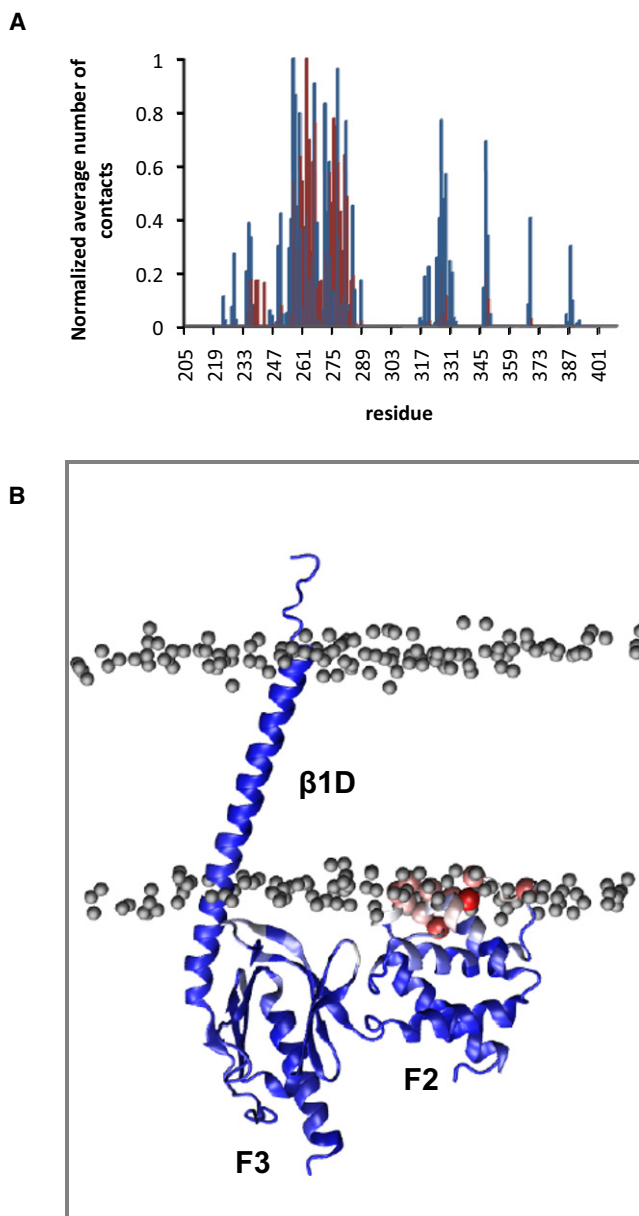 A
Normalized average number of
contacts
1
0.8
0.6
0.4
0.2
0
205
219
233
247
261
275
289
303
317
331
345
359
373
387
401
residue
B
β1D
F2
F3